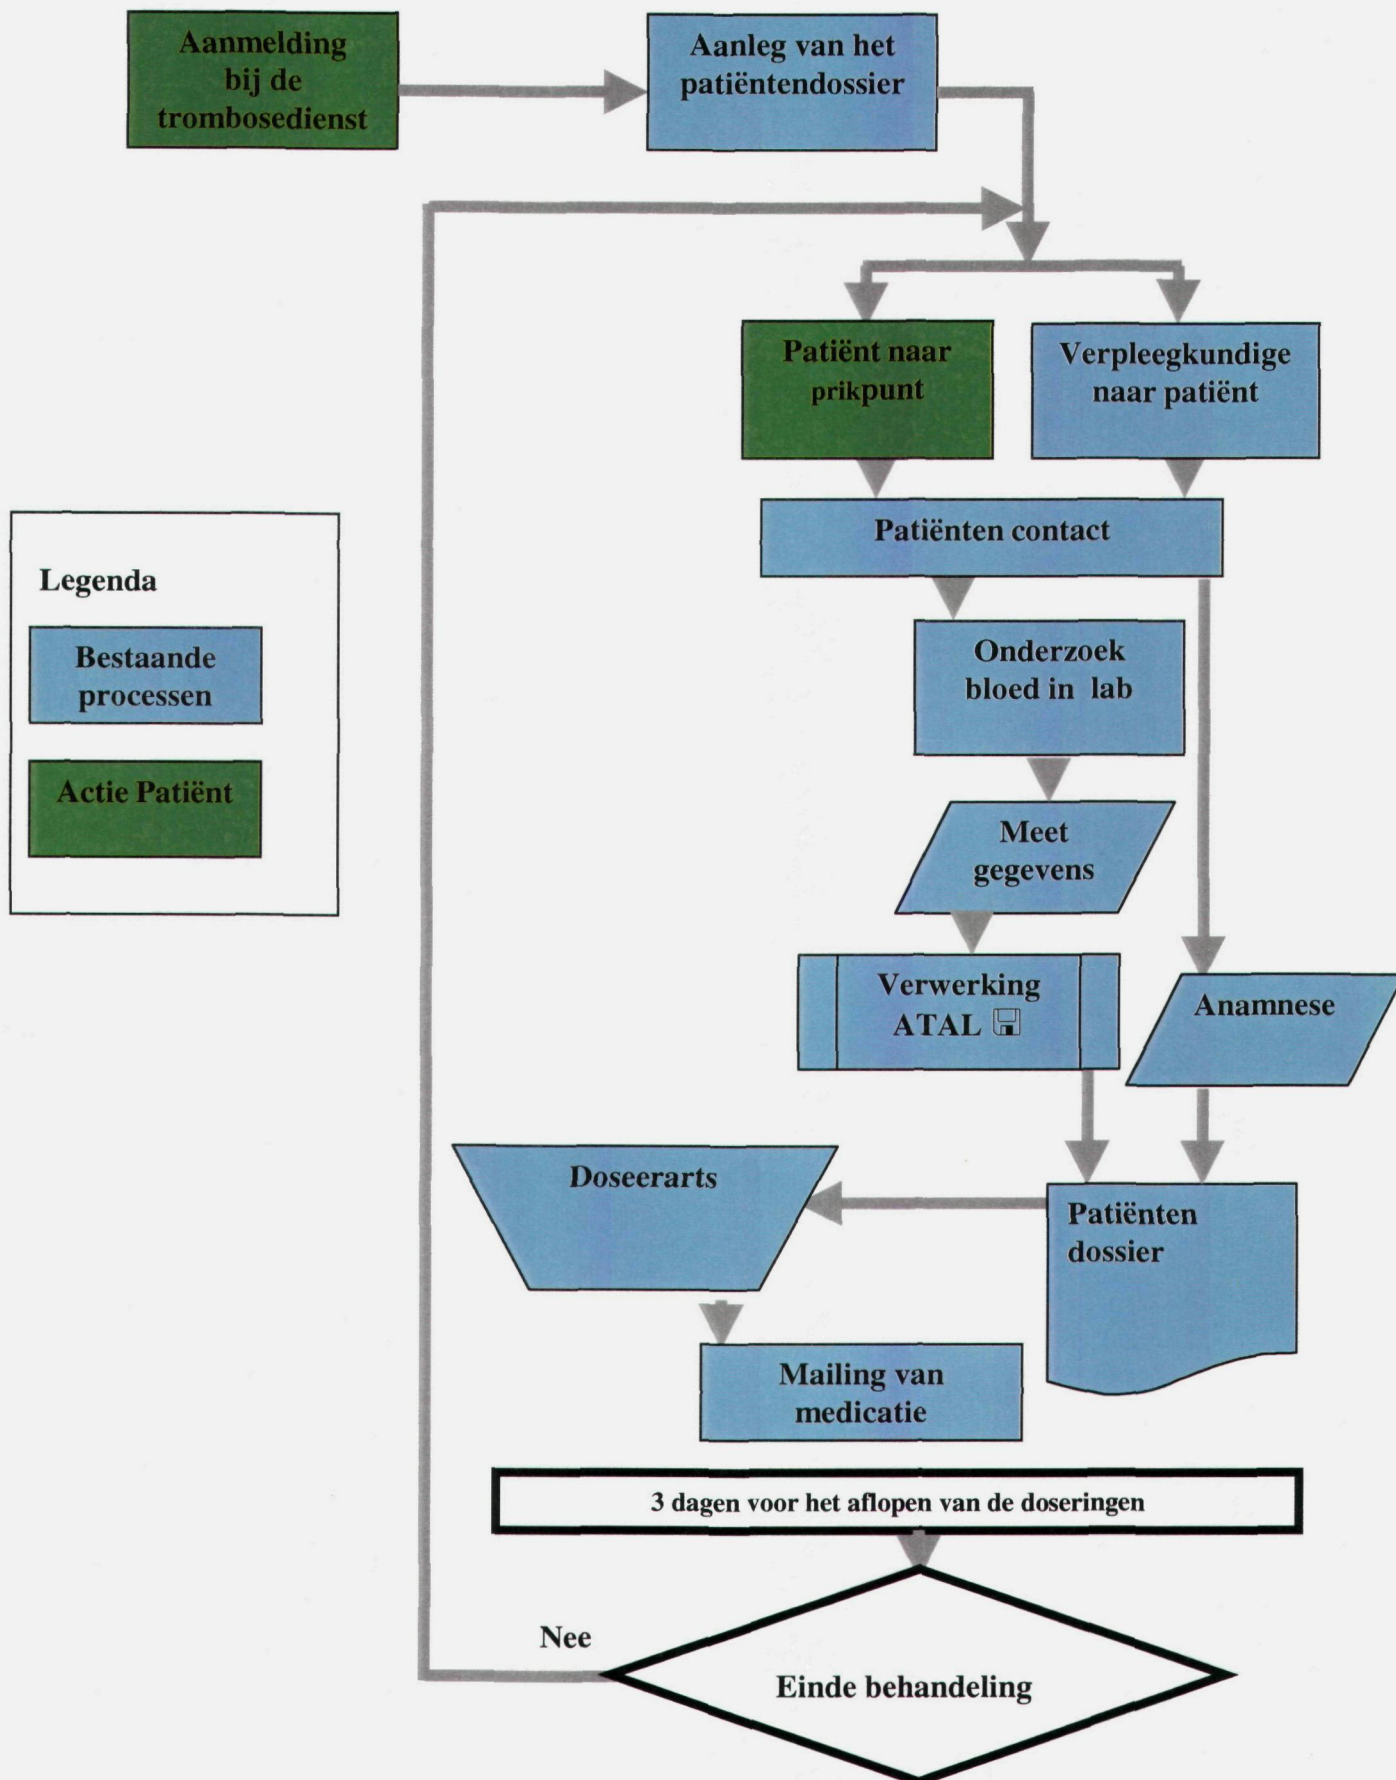 Aanmelding
bij de
trombosedienst
Aanleg van het
patiëntendossier
Patiënt naar
prikpunt
Verpleegkundige
naar patiënt
Patiënten contact
Legenda
Bestaande
processen
Actie Patiënt
Onderzoek
bloed in lab
Meet
gegevens
Verwerking
ATAL 🖫
Anamnese
Doseerarts
Patiënten
dossier
Mailing van
medicatie
3 dagen voor het aflopen van de doseringen
Nee
Einde behandeling